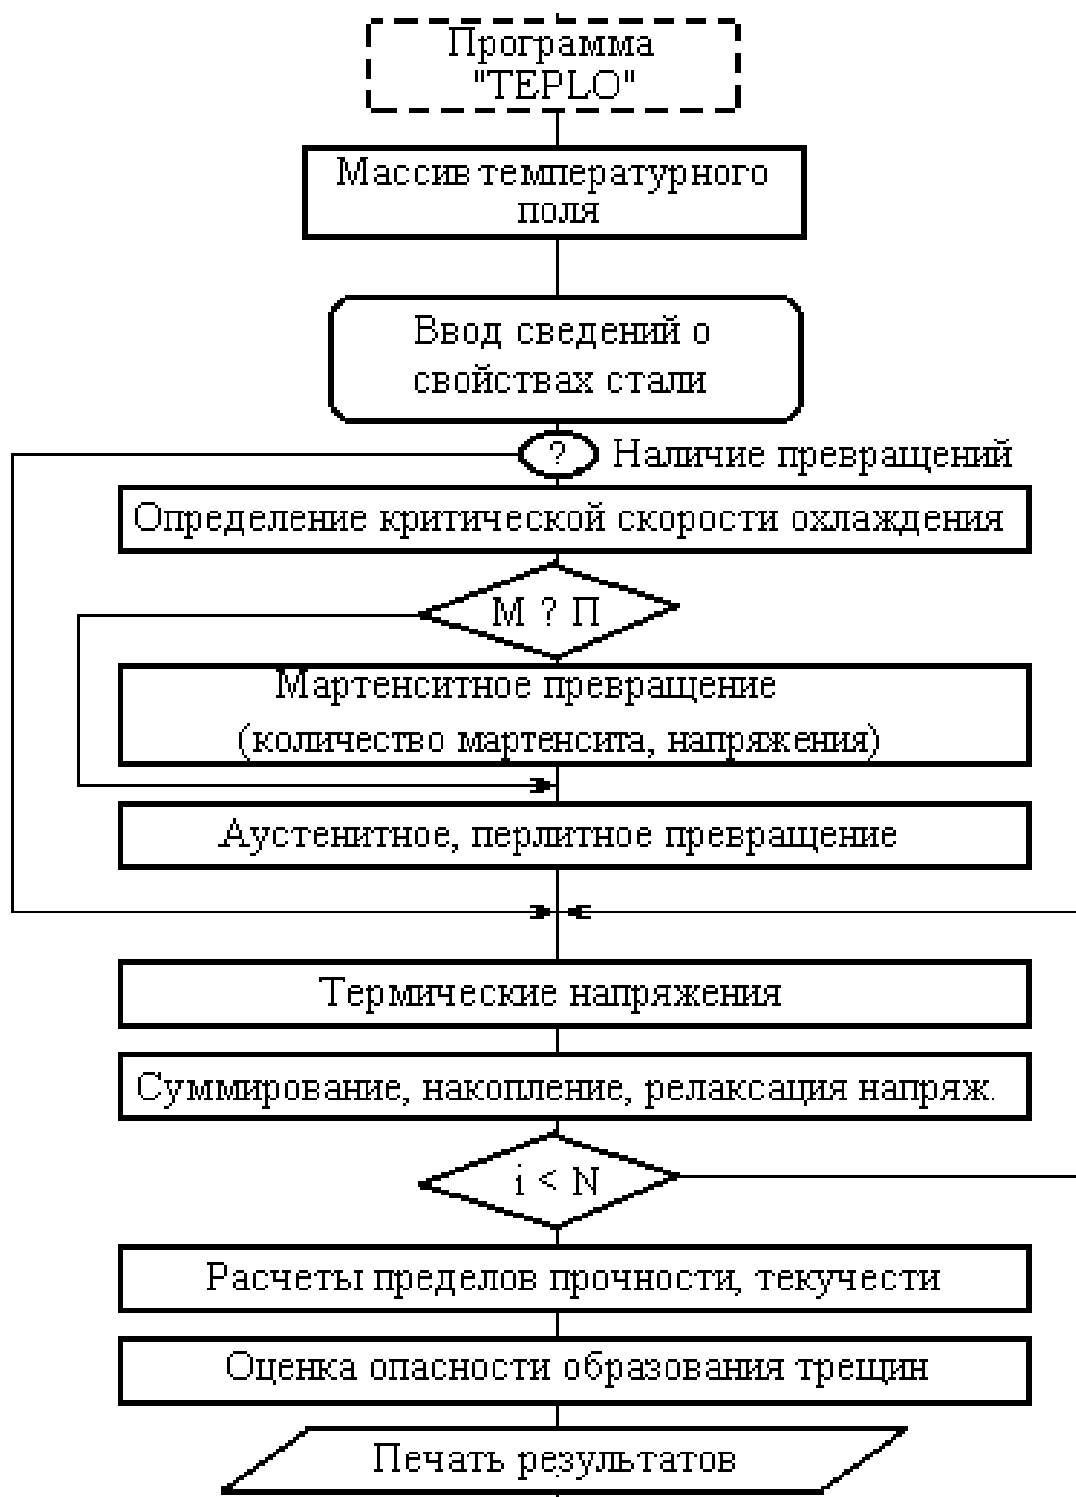 Программа
"TEPLO"
Массив температурного
поля
Ввод сведений о
свойствах стали
? Наличие превращений
Определение критической скорости охлаждения
М ? П
Мартенситное превращение
(количество мартенсита, напряжения)
Аустенитное, перлитное превращение
Термические напряжения
Суммирование, накопление, релаксация напряж.
i < N
Расчеты пределов прочности, текучести
Оценка опасности образования трещин
Печать результатов